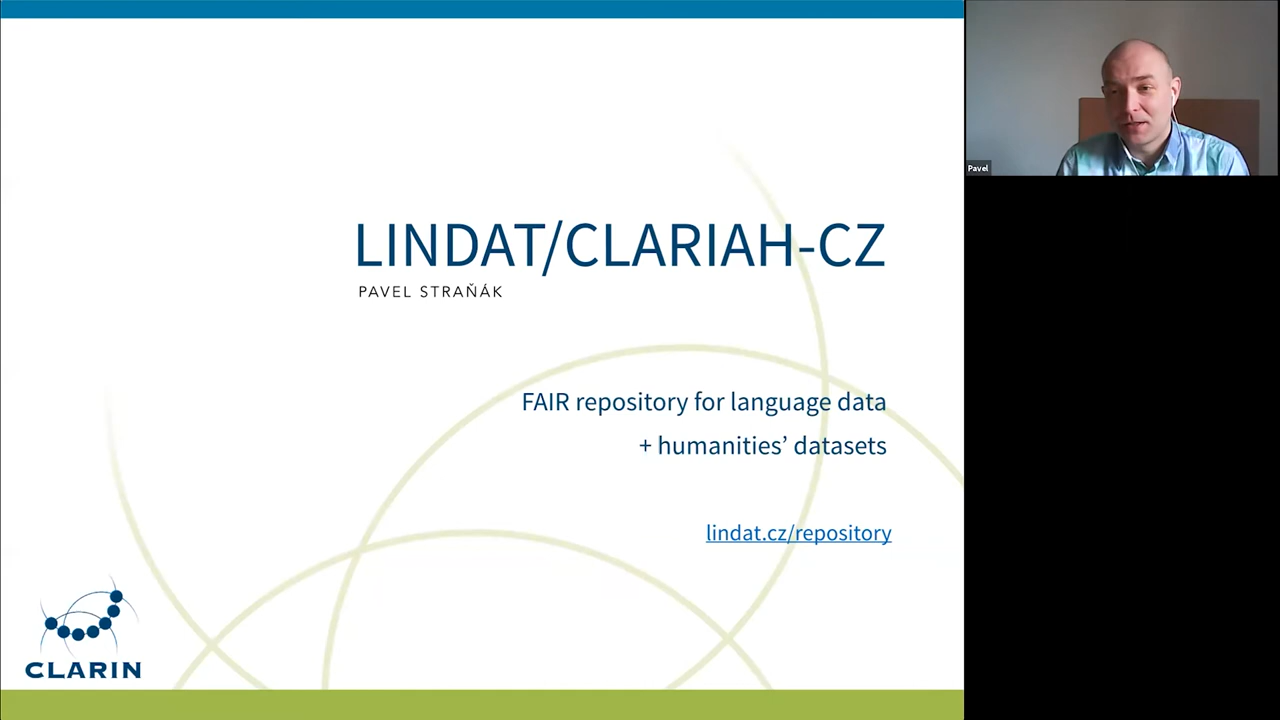 LINDAT/CLARIAH-CZ
PAVEL STRAŇÁK
FAIR repository for language data
+ humanities’ datasets
lindat.cz/repository
CLARIN
Pavel